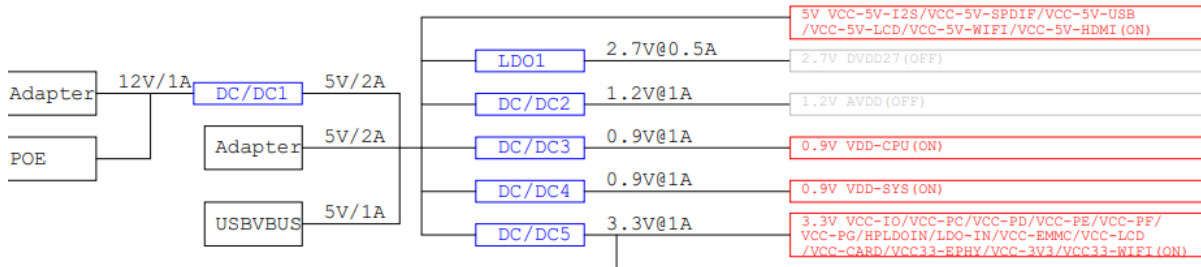 5V VCC-5V-I2S/VCC-5V-SPDIF/VCC-5V-USB
/VCC-5V-LCD/VCC-5V-WIFI/VCC-5V-HDMI(ON)
LDO1 2.7V@0.5A 2.7V DVDD27(OFF)
Adapter 12V/1A DC/DC1 5V/2A
DC/DC2 1.2V@1A 1.2V AVDD(OFF)
POE
Adapter 5V/2A
DC/DC3 0.9V@1A 0.9V VDD-CPU(ON)
DC/DC4 0.9V@1A 0.9V VDD-SYS(ON)
USBVBUS 5V/1A
DC/DC5 3.3V@1A
3.3V VCC-IO/VCC-PC/VCC-PD/VCC-PE/VCC-PF/
VCC-PG/HPLDOIN/LDO-IN/VCC-EMMC/VCC-LCD
/VCC-CARD/VCC33-EPHY/VCC-3V3/VCC33-WIFI(ON)